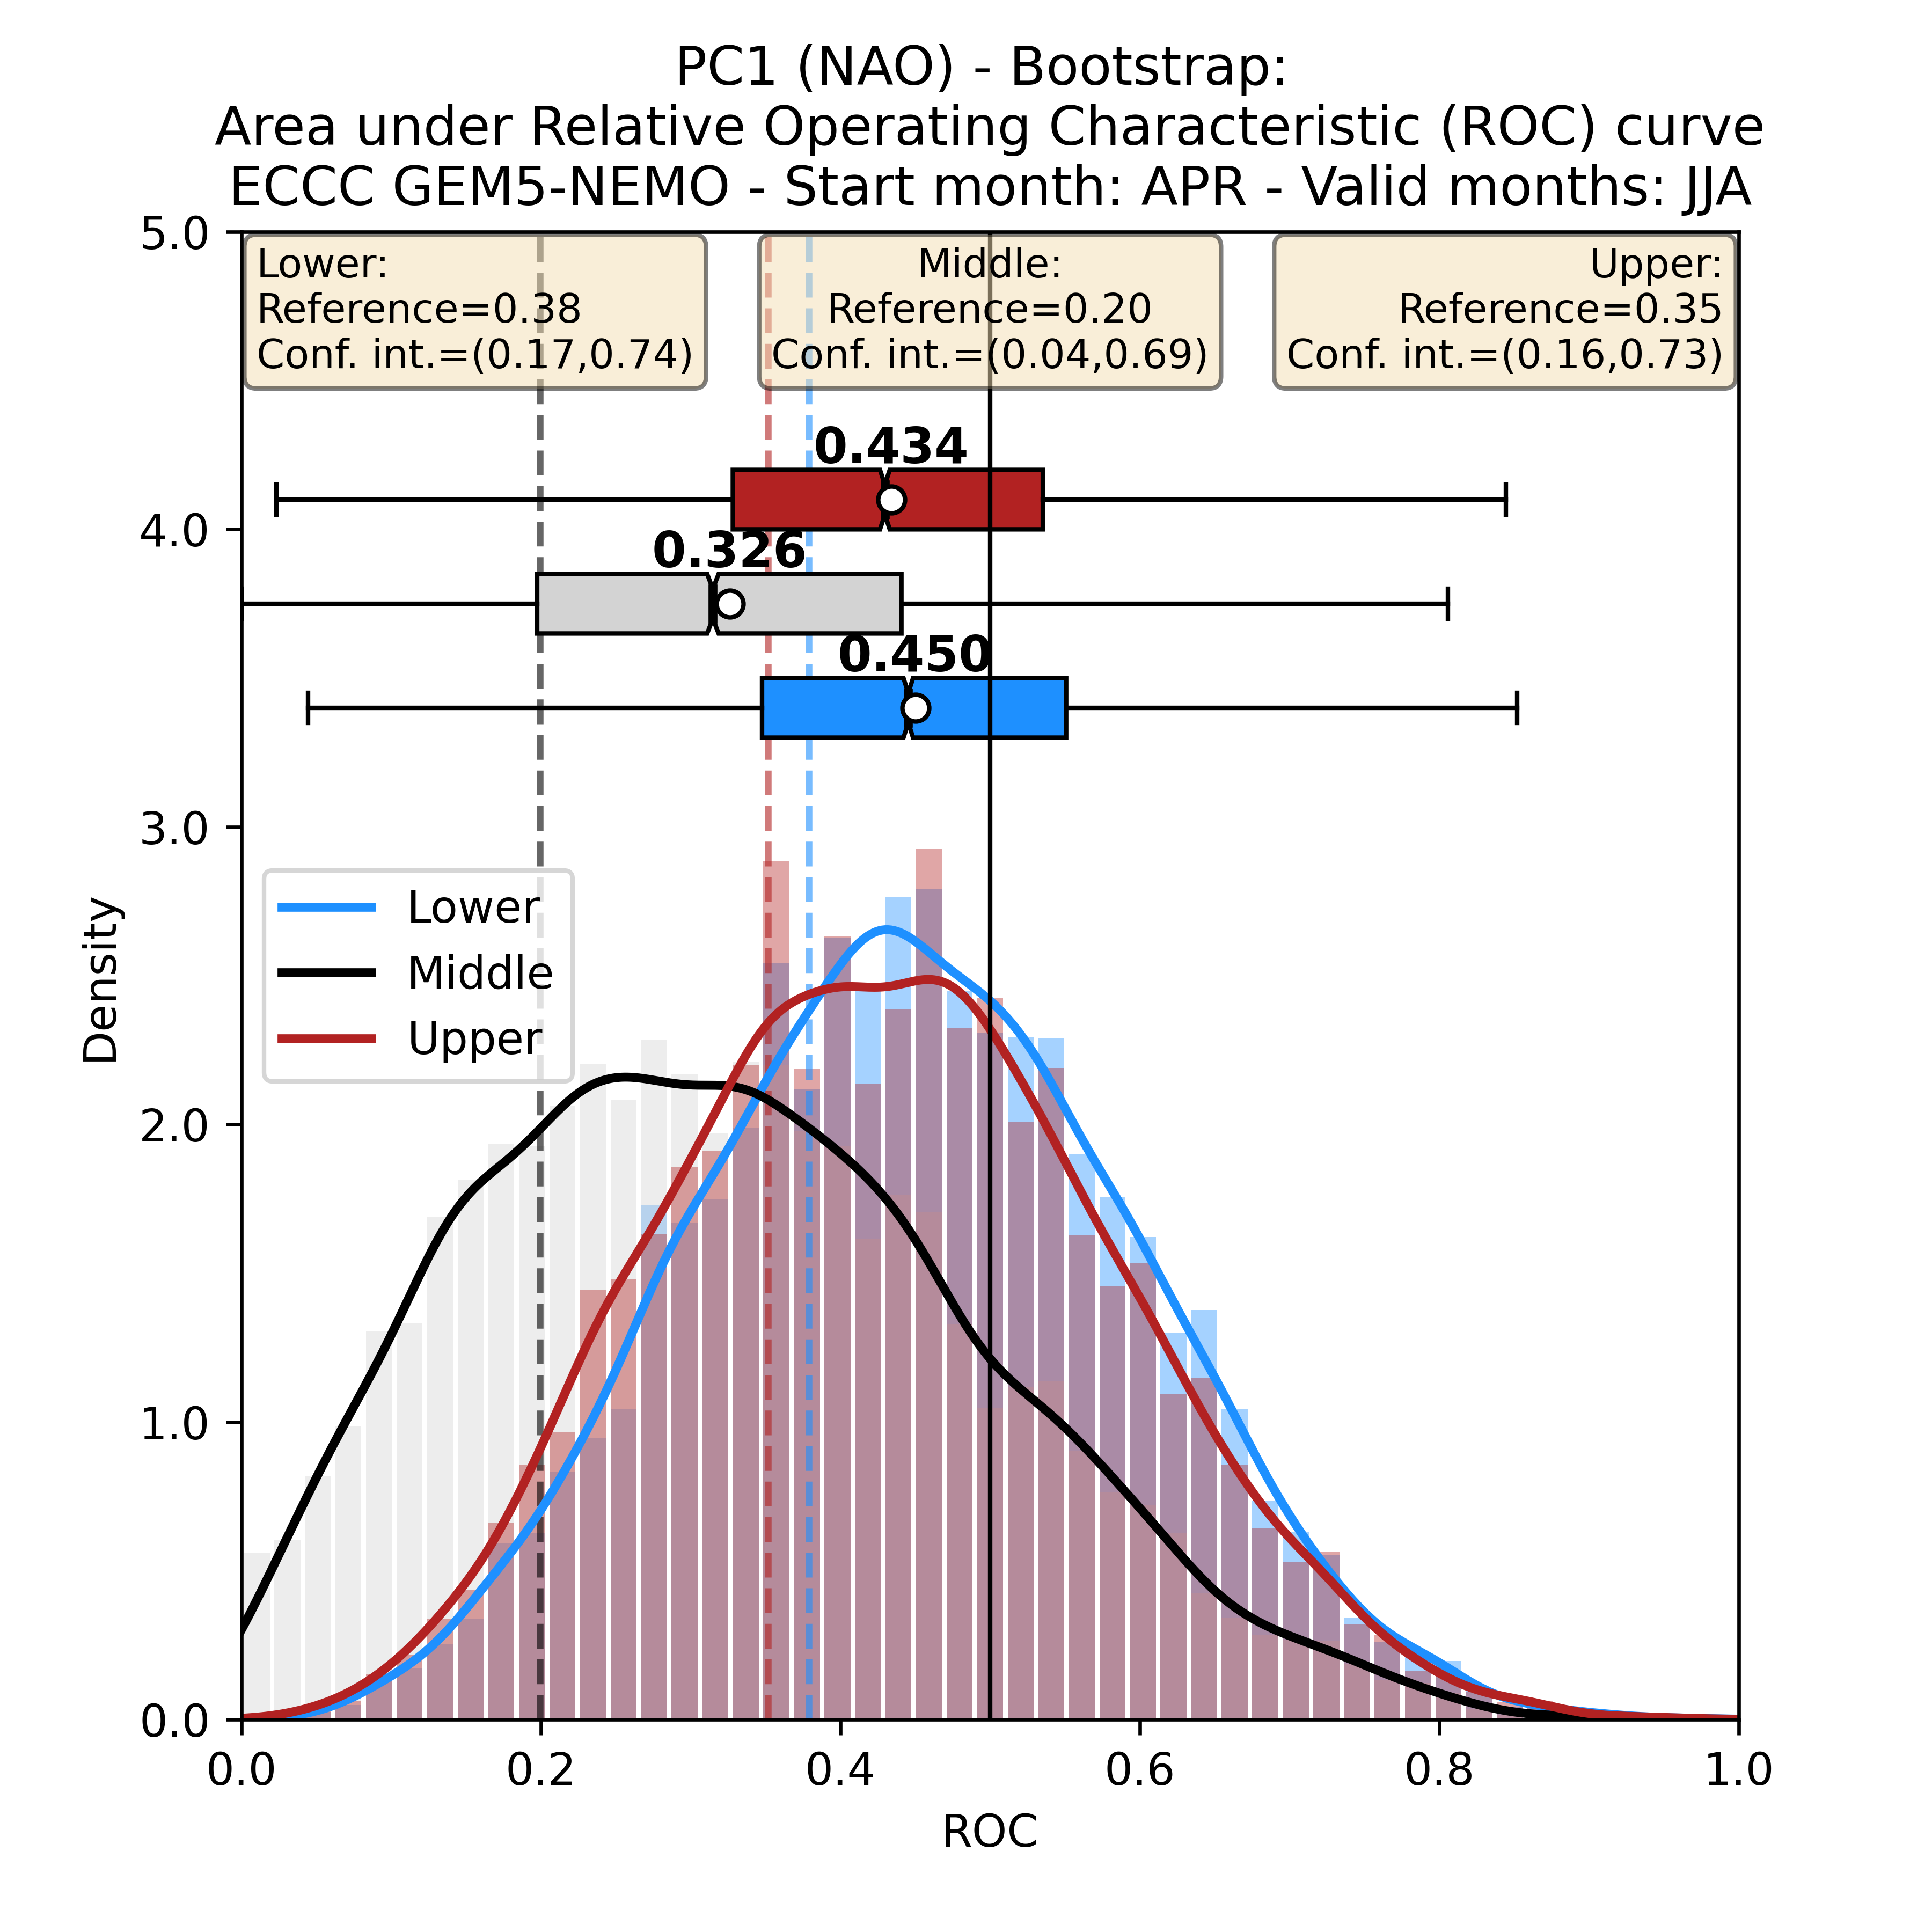 PC1 (NAO) - Bootstrap:
Area under Relative Operating Characteristic (ROC) curve
ECCC GEM5-NEMO - Start month: APR - Valid months: JJA
Lower:
Reference=0.38
Conf. int.=(0.17,0.74)
Middle:
Reference=0.20
Conf. int.=(0.04,0.69)
Upper:
Reference=0.35
Conf. int.=(0.16,0.73)
0.434
0.326
0.450
Lower
Middle
Upper
5.0
4.0
3.0
2.0
1.0
0.0
Density
0.0 0.2 0.4 0.6 0.8 1.0
ROC